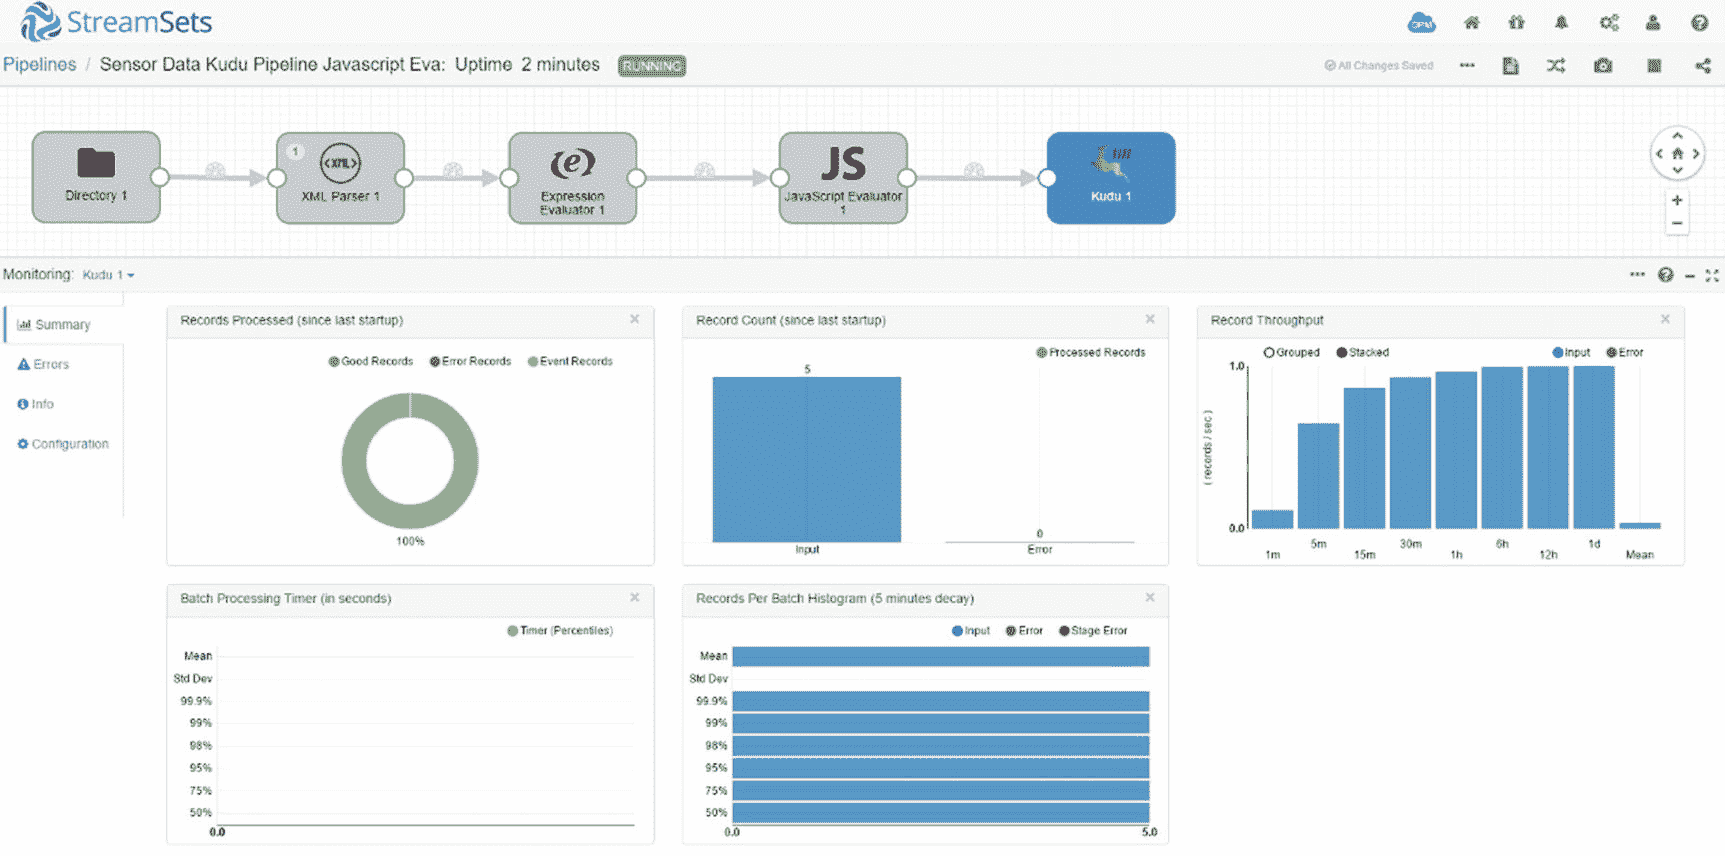 StreamSets
DPM
Pipelines / Sensor Data Kudu Pipeline Javascript Eva: Uptime 2 minutes RUNNING
All Changes Saved
Directory 1
1
<XML>
XML Parser 1
e
Expression
Evaluator 1
JS
JavaScript Evaluator
1
Kudu 1
Monitoring: Kudu 1
Summary
Errors
Info
Configuration
Records Processed (since last startup)
Good Records Error Records Event Records
100%
Record Count (since last startup)
Processed Records
5
0
Input Error
Record Throughput
Grouped Stacked Input Error
1.0
( records / sec )
0.0
1m 5m 15m 30m 1h 6h 12h 1d Mean
Batch Processing Timer (in seconds)
Timer (Percentiles)
Mean
Std Dev
99.9%
99%
98%
95%
75%
50%
0.0
Records Per Batch Histogram (5 minutes decay)
Input Error Stage Error
Mean
Std Dev
99.9%
99%
98%
95%
75%
50%
0.0 5.0